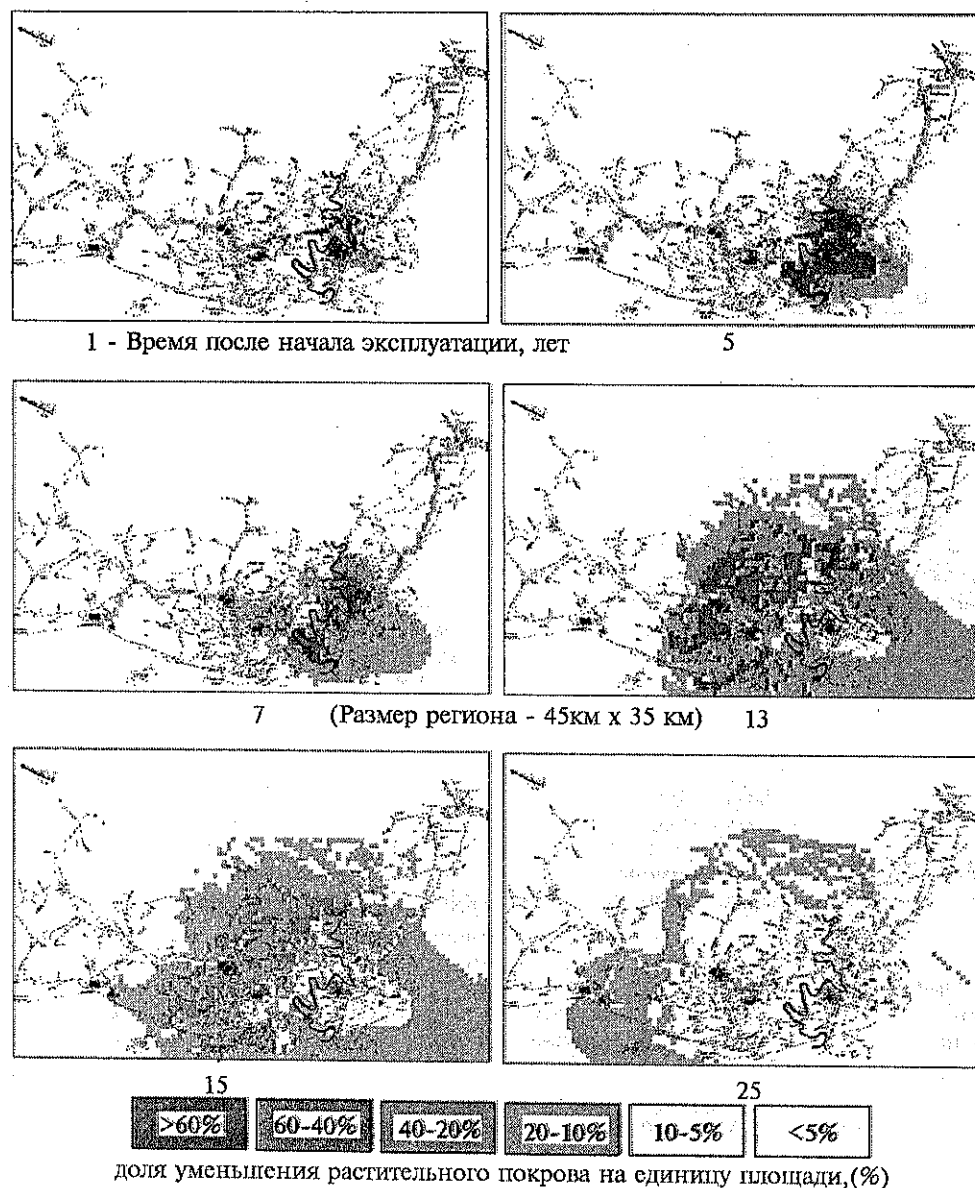 1 - Время после начала эксплуатации, лет 5
7 (Размер региона - 45км х 35 км) 13
15 25
>60% 60-40% 40-20% 20-10% 10-5% <5%
доля уменьшения растительного покрова на единицу площади,(%)